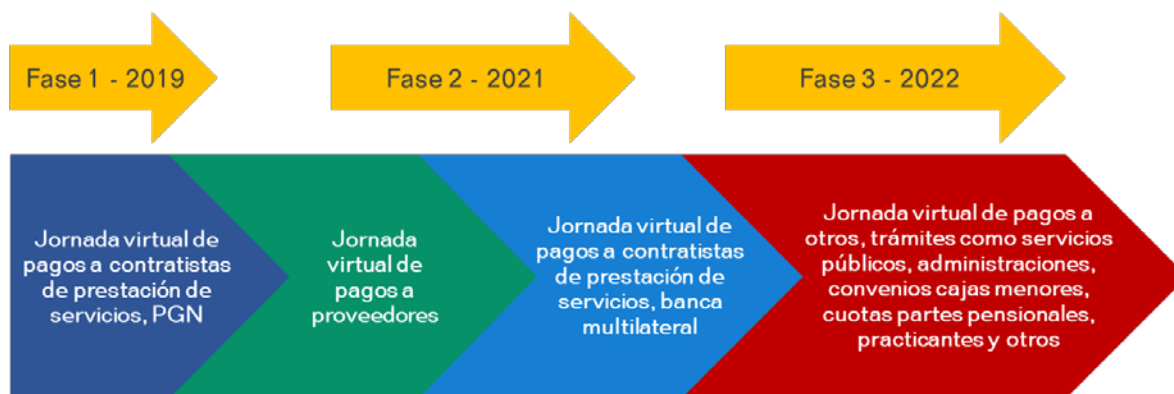 Fase 1 - 2019
Fase 2 - 2021
Fase 3 - 2022
Jornada virtual de
pagos a contratistas
de prestación de
servicios, PGN
Jornada
virtual de
pagos a
proveedores
Jornada virtual de
pagos a contratistas
de prestación de
servicios, banca
multilateral
Jornada virtual de pagos a
otros, trámites como servicios
públicos, administraciones,
convenios cajas menores,
cuotas partes pensionales,
practicantes y otros